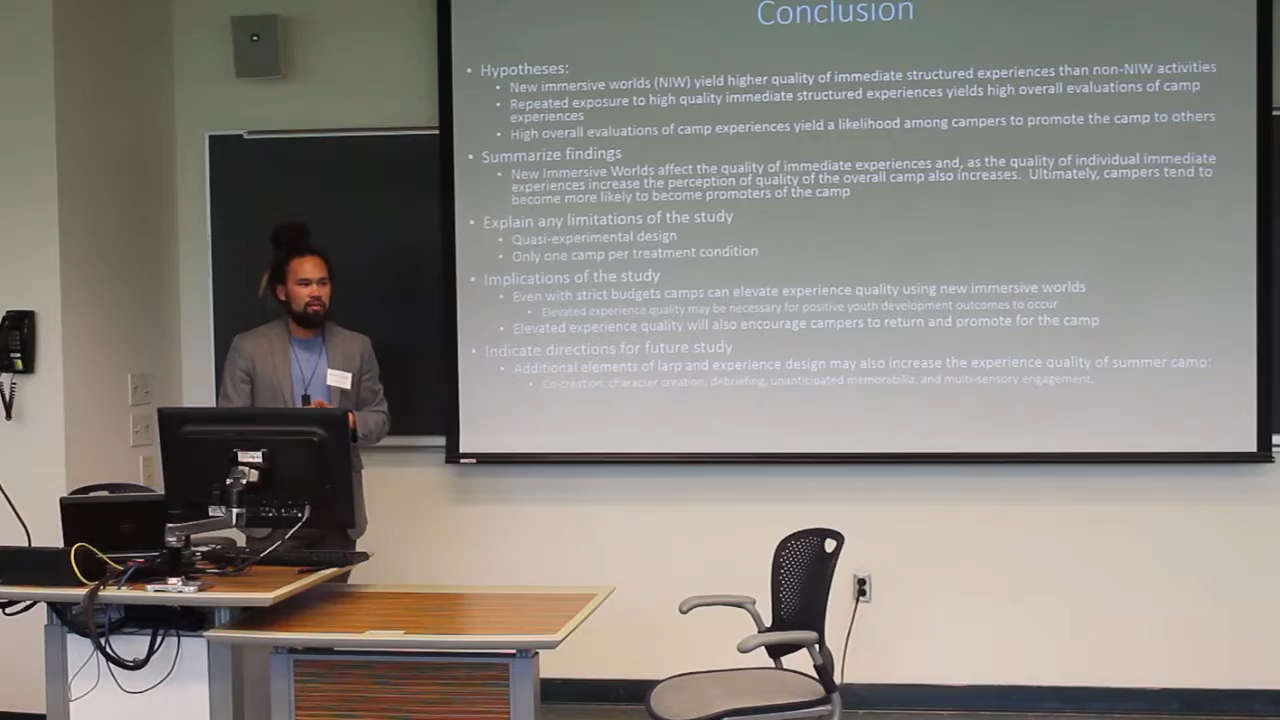 Conclusion
• Hypotheses:
• New immersive worlds (NIW) yield higher quality of immediate structured experiences than non-NIW activities
• Repeated exposure to high quality immediate structured experiences yields high overall evaluations of camp
experiences
• High overall evaluations of camp experiences yield a likelihood among campers to promote the camp to others
• Summarize findings
• New Immersive Worlds affect the quality of immediate experiences and, as the quality of individual immediate
experiences increase the perception of quality of the overall camp also increases. Ultimately, campers tend to
become more likely to become promoters of the camp
• Explain any limitations of the study
• Quasi-experimental design
• Only one camp per treatment condition
• Implications of the study
• Even with strict budgets camps can elevate experience quality using new immersive worlds
• Elevated experience quality may be necessary for positive youth development outcomes to occur
• Elevated experience quality will also encourage campers to return and promote for the camp
• Indicate directions for future study
• Additional elements of larp and experience design may also increase the experience quality of summer camp:
• Co-creation, character creation, debriefing, unanticipated memorabilia, and multi-sensory engagement.